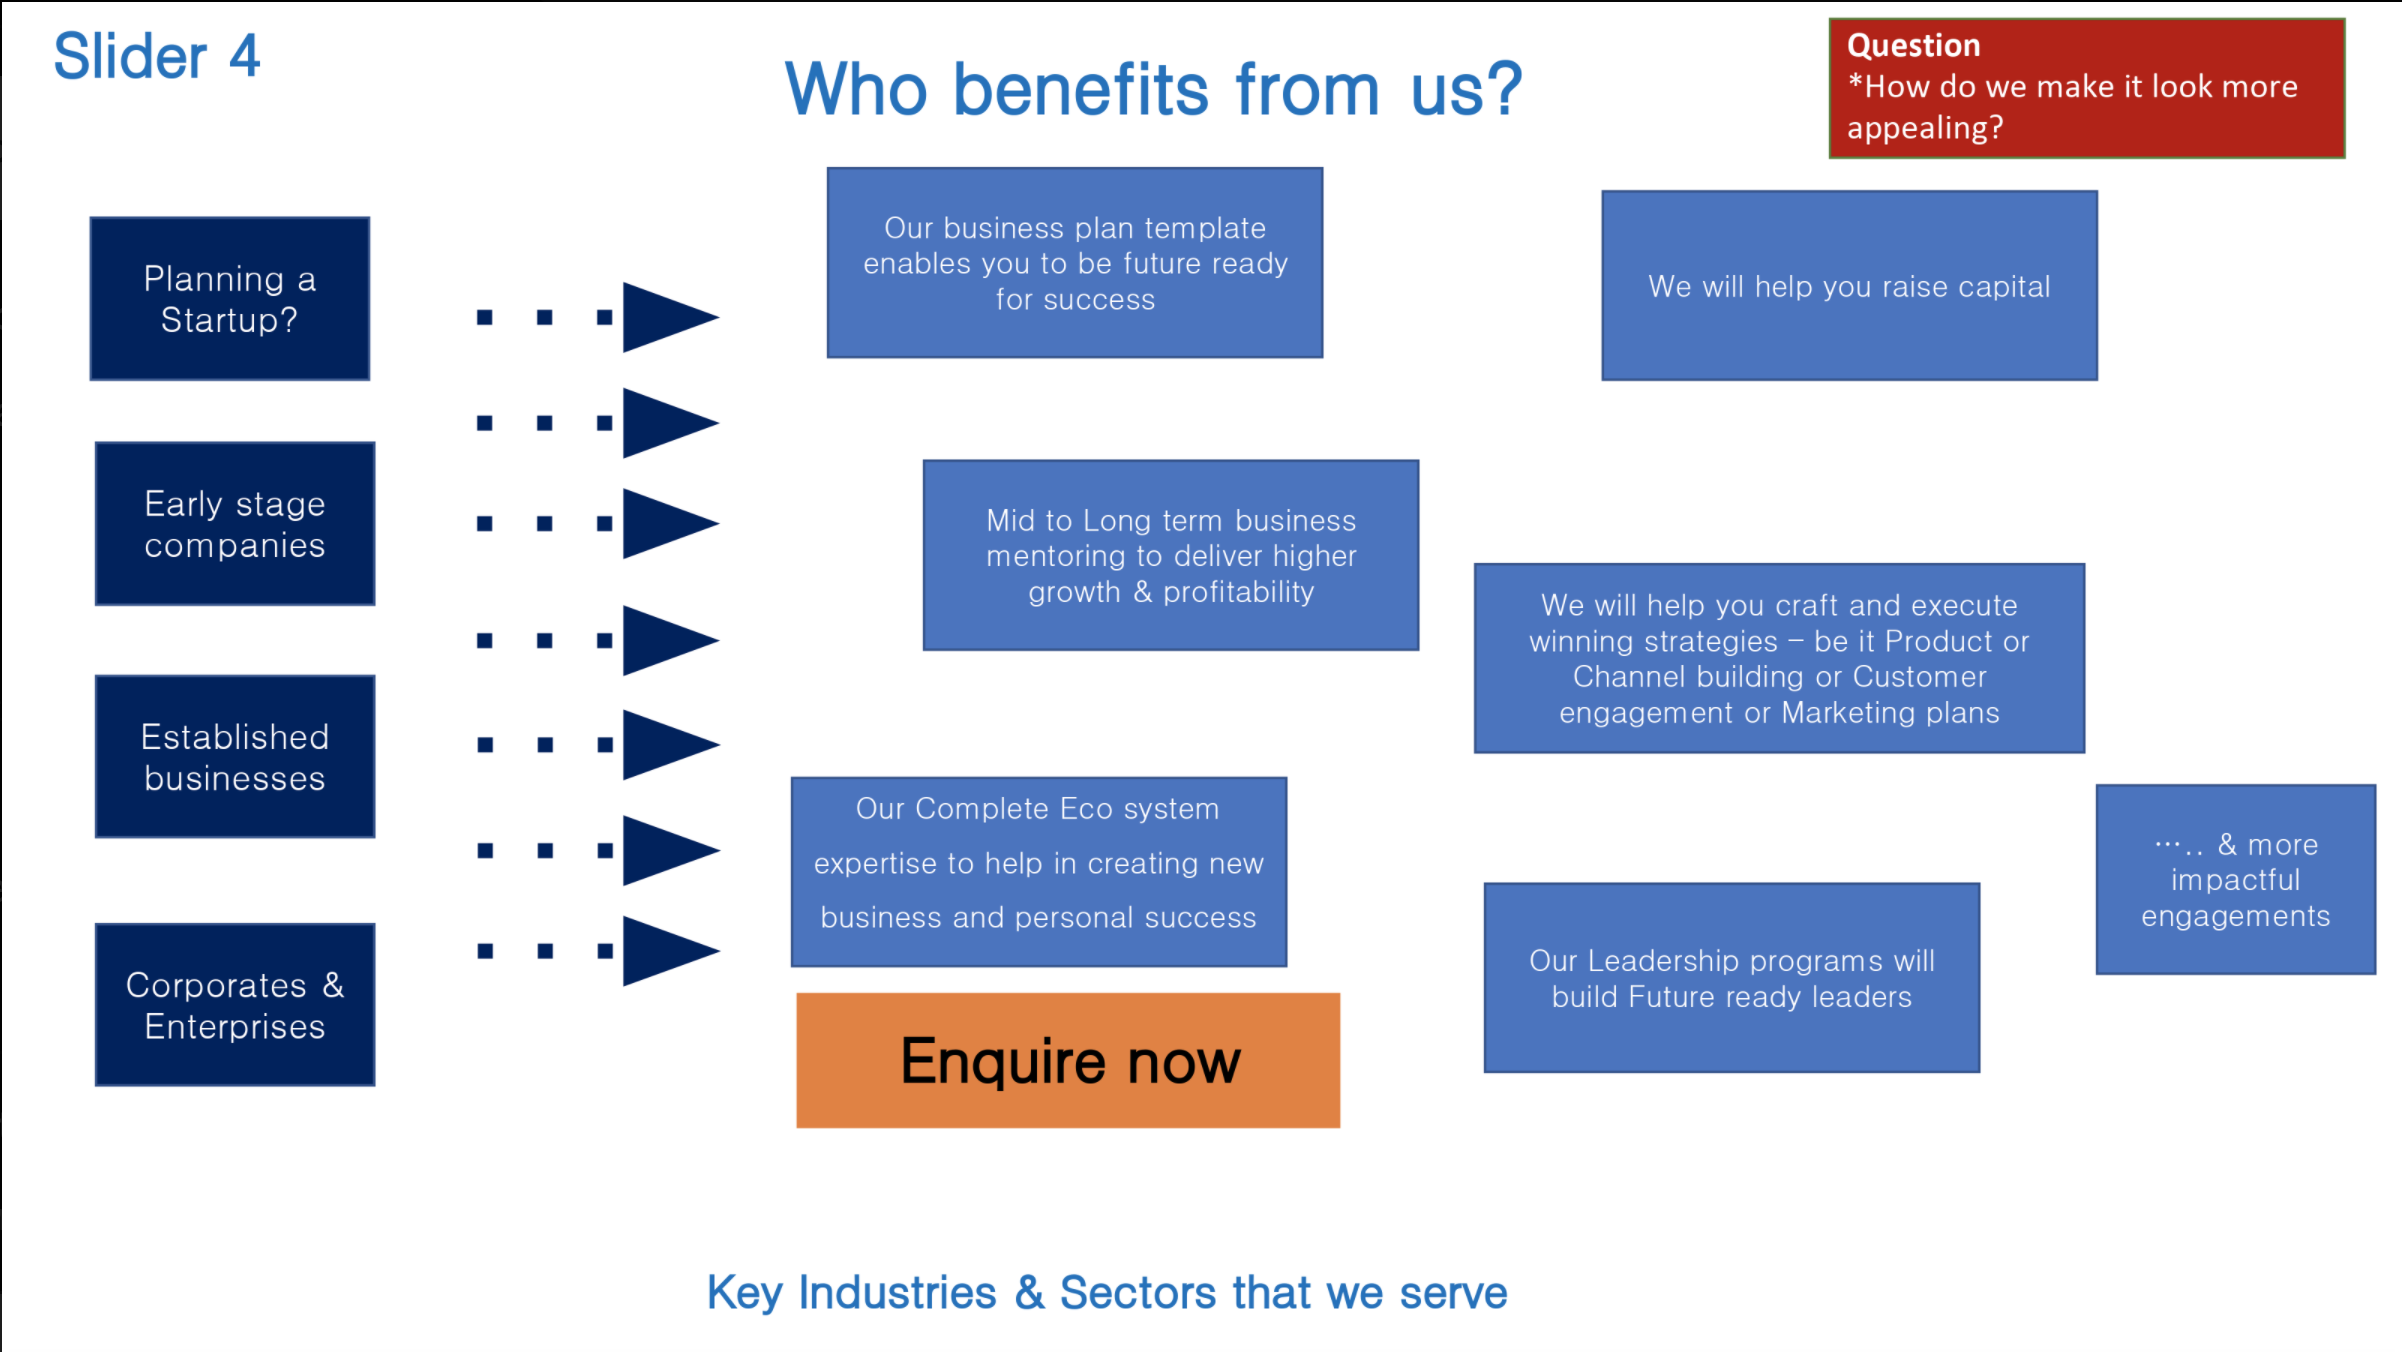 Slider 4
Who benefits from us?
Question
*How do we make it look more
appealing?
Planning a
Startup?
Early stage
companies
Established
businesses
Corporates &
Enterprises
Our business plan template
enables you to be future ready
for success
We will help you raise capital
Mid to Long term business
mentoring to deliver higher
growth & profitability
We will help you craft and execute
winning strategies – be it Product or
Channel building or Customer
engagement or Marketing plans
Our Complete Eco system
expertise to help in creating new
business and personal success
….. & more
impactful
engagements
Our Leadership programs will
build Future ready leaders
Enquire now
Key Industries & Sectors that we serve